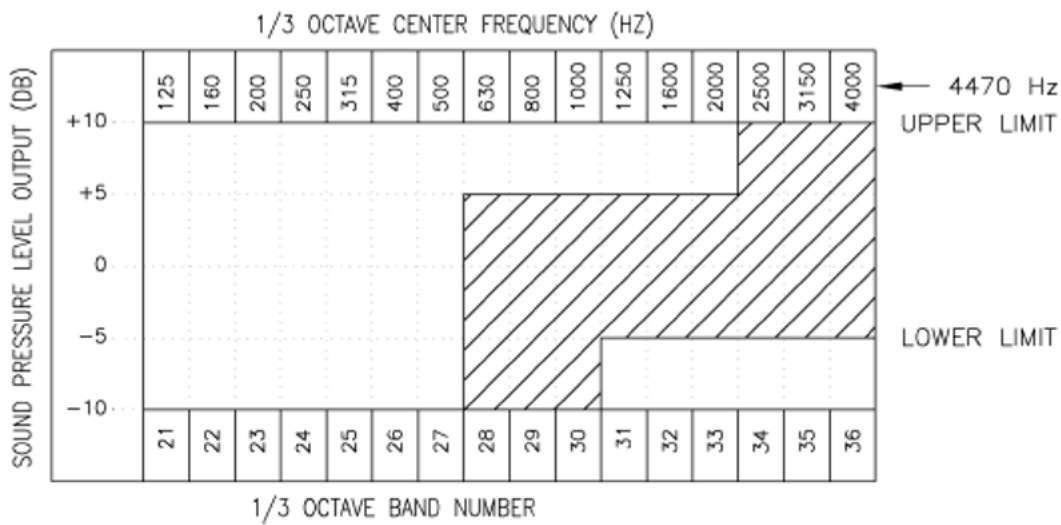 1/3 OCTAVE CENTER FREQUENCY (HZ)
125 160 200 250 315 400 500 630 800 1000 1250 1600 2000 2500 3150 4000
4470 Hz
SOUND PRESSURE LEVEL OUTPUT (DB)
+10
UPPER LIMIT
+5
0
-5
LOWER LIMIT
-10
21 22 23 24 25 26 27 28 29 30 31 32 33 34 35 36
1/3 OCTAVE BAND NUMBER